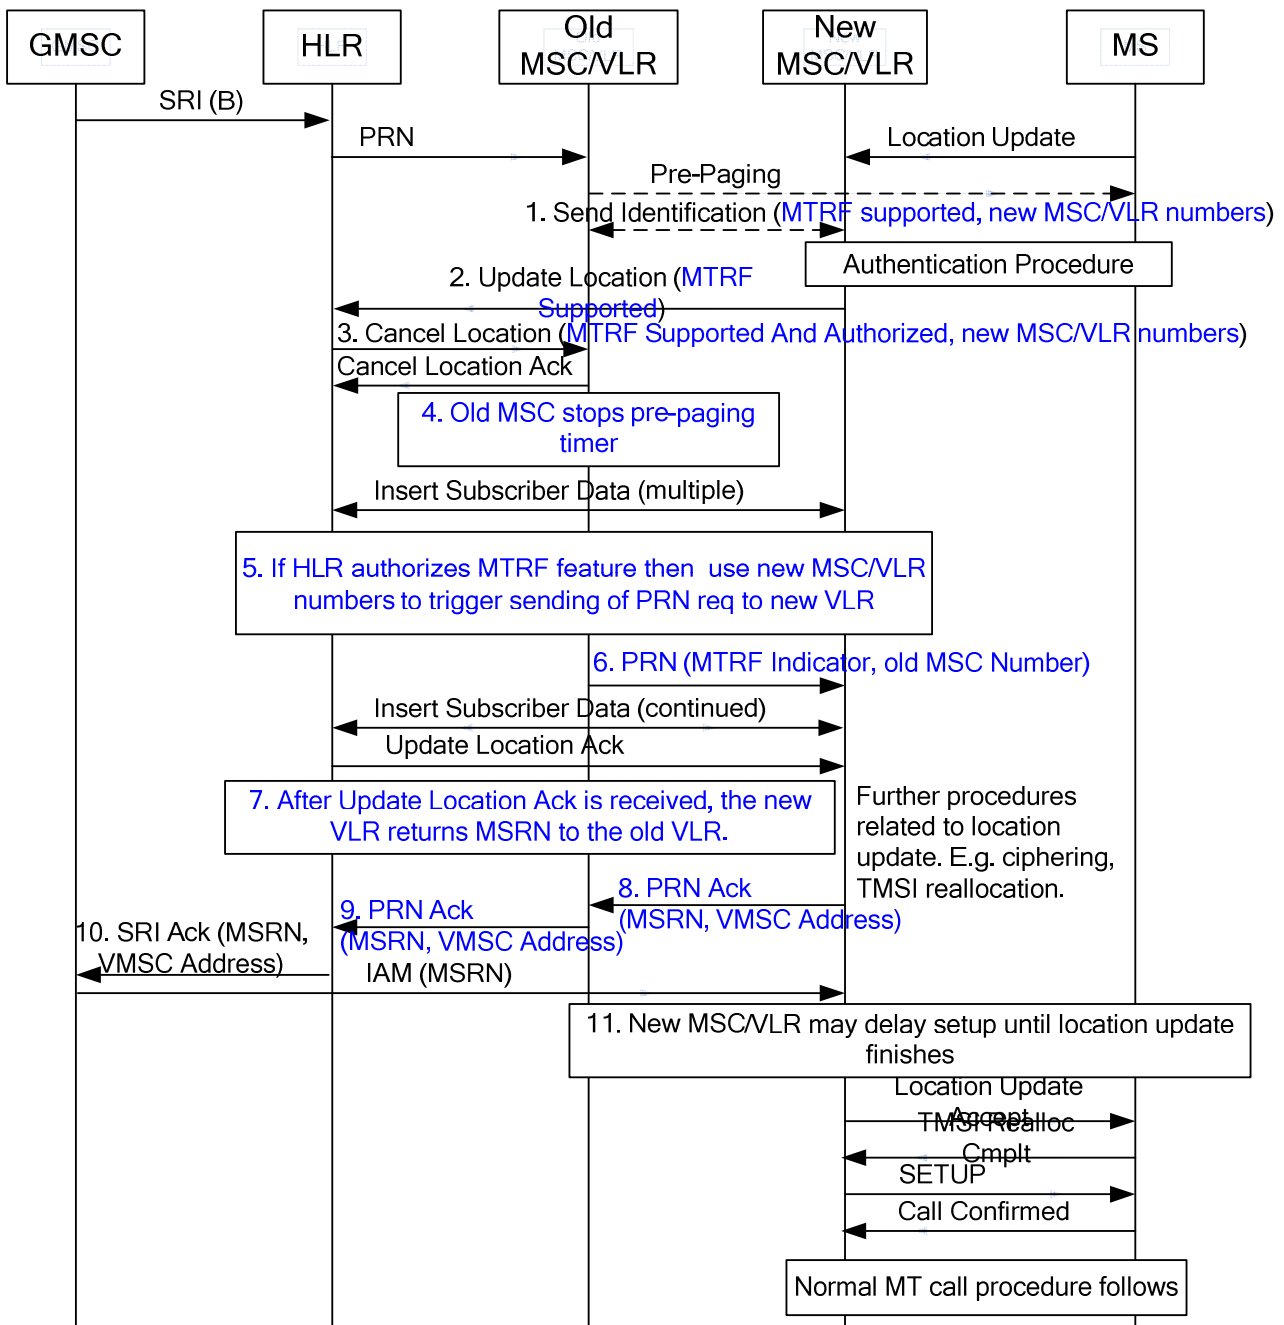 GMSC
HLR
Old
MSC/VLR
New
MSC/VLR
MS
SRI (B)
PRN
Location Update
Pre-Paging
1. Send Identification (MTRF supported, new MSC/VLR numbers)
Authentication Procedure
2. Update Location (MTRF
Supported)
3. Cancel Location (MTRF Supported And Authorized, new MSC/VLR numbers)
Cancel Location Ack
4. Old MSC stops pre-paging
timer
Insert Subscriber Data (multiple)
5. If HLR authorizes MTRF feature then use new MSC/VLR
numbers to trigger sending of PRN req to new VLR
6. PRN (MTRF Indicator, old MSC Number)
Insert Subscriber Data (continued)
Update Location Ack
7. After Update Location Ack is received, the new
VLR returns MSRN to the old VLR.
Further procedures
related to location
update. E.g. ciphering,
TMSI reallocation.
8. PRN Ack
(MSRN, VMSC Address)
9. PRN Ack
(MSRN, VMSC Address)
10. SRI Ack (MSRN,
VMSC Address)
IAM (MSRN)
11. New MSC/VLR may delay setup until location update
finishes
Location Update
Accept
TMSI Realloc
Cmplt
SETUP
Call Confirmed
Normal MT call procedure follows